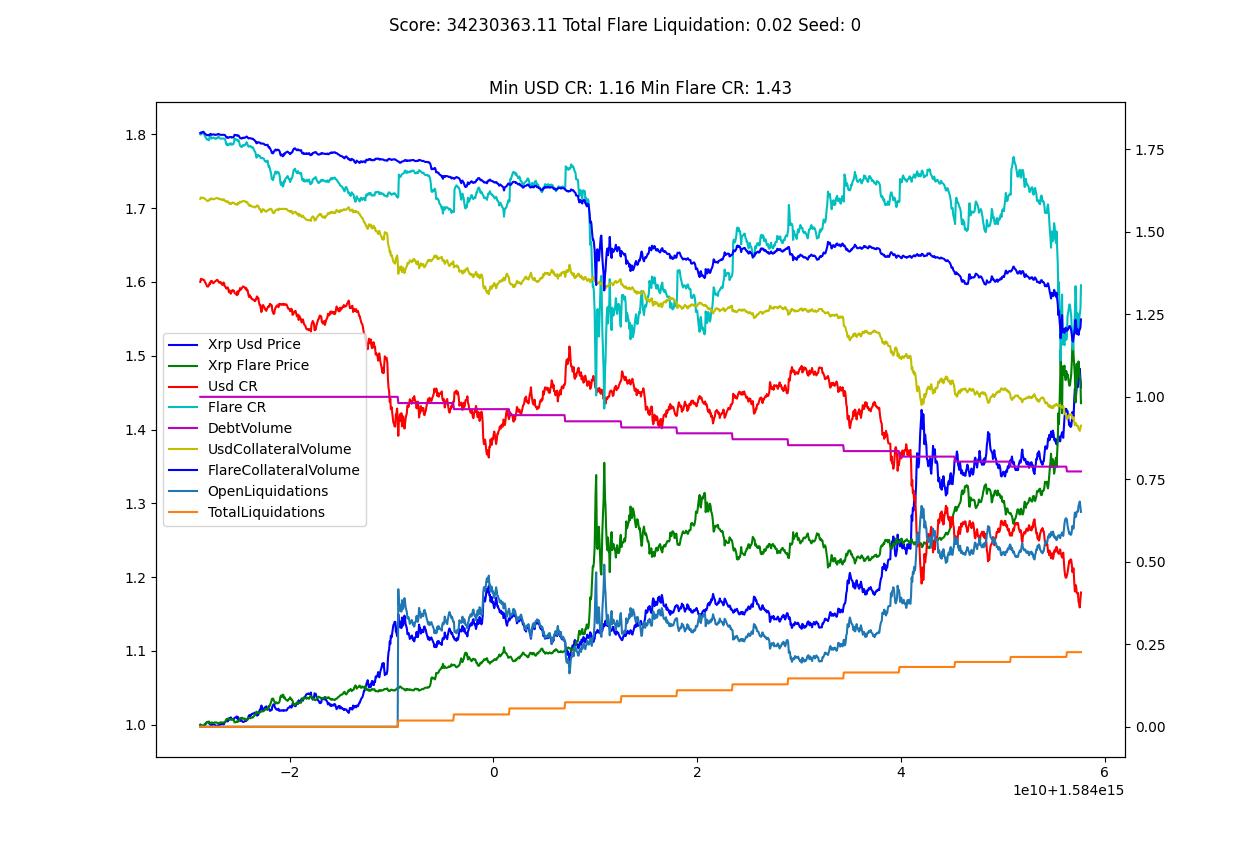 Score: 34230363.11 Total Flare Liquidation: 0.02 Seed: 0
Min USD CR: 1.16 Min Flare CR: 1.43
1.8
1.7
1.6
1.5
1.4
1.3
1.2
1.1
1.0
Xrp Usd Price
Xrp Flare Price
Usd CR
Flare CR
DebtVolume
UsdCollateralVolume
FlareCollateralVolume
OpenLiquidations
TotalLiquidations
1.75
1.50
1.25
1.00
0.75
0.50
0.25
0.00
−2 0 2 4 6
1e10+1.584e15